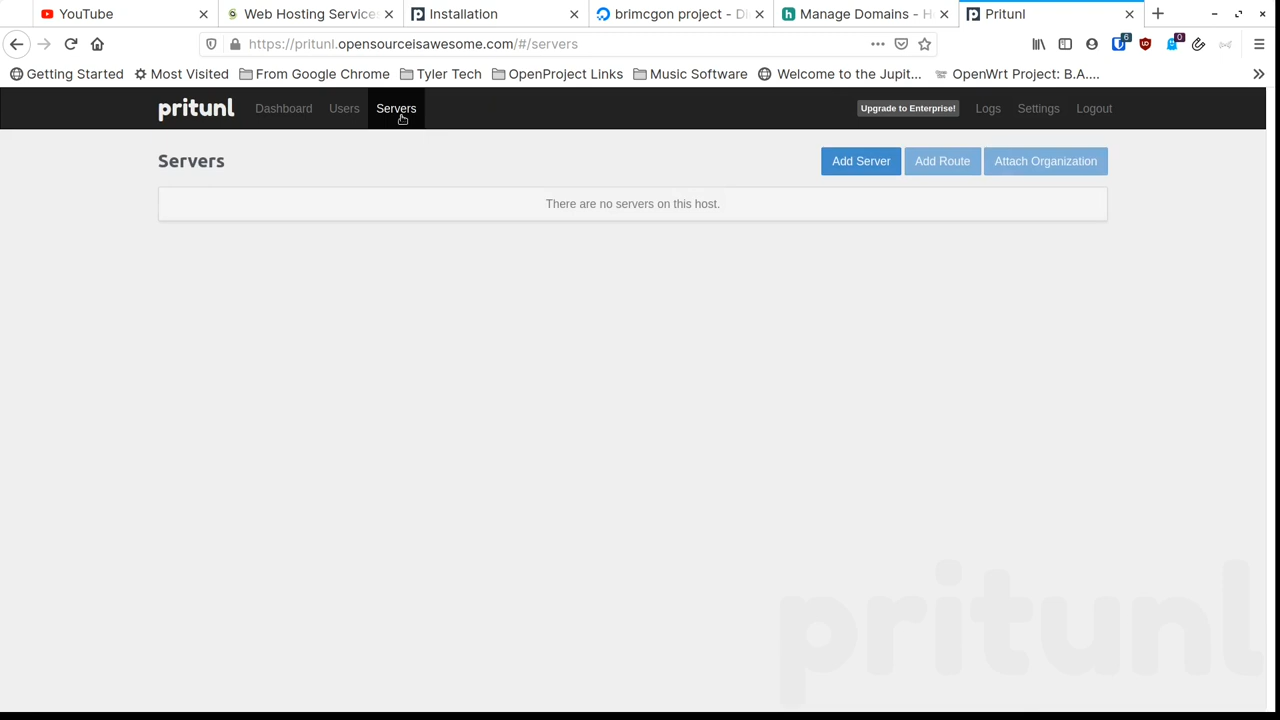 YouTube
Web Hosting Service
Installation
brimcgon project - Di
Manage Domains - H
Pritunl
https://pritunl.opensourceisawesome.com/#/servers
6
0
Getting Started
Most Visited
From Google Chrome
Tyler Tech
OpenProject Links
Music Software
Welcome to the Jupit...
OpenWrt Project: B.A....
pritunl
Dashboard
Users
Servers
Upgrade to Enterprise!
Logs
Settings
Logout
Servers
Add Server
Add Route
Attach Organization
There are no servers on this host.
pritunl